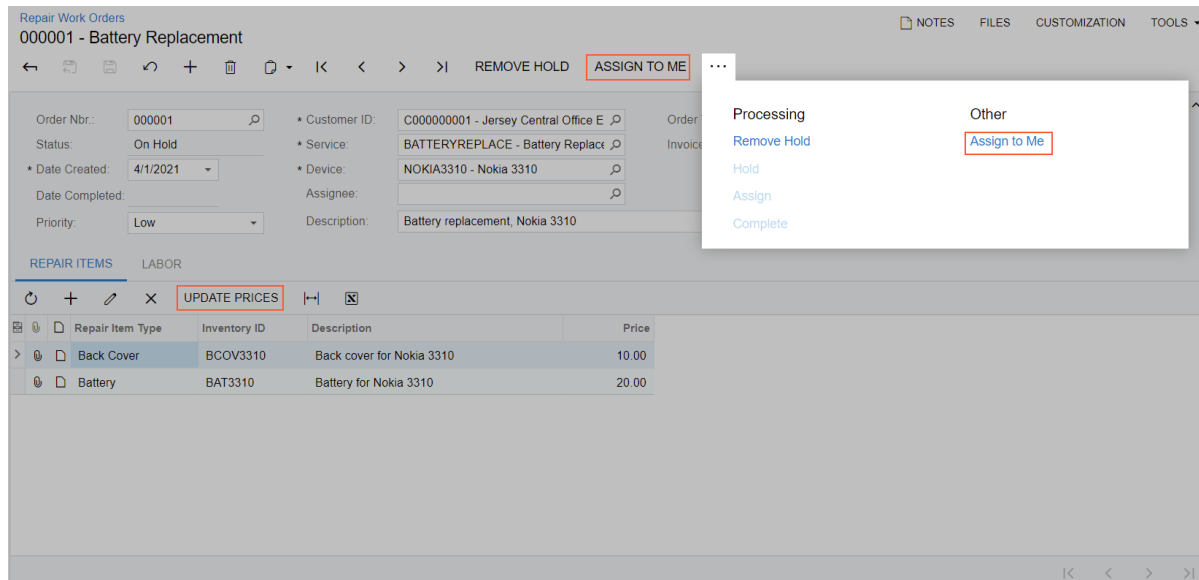 Repair Work Orders
000001 - Battery Replacement
NOTES FILES CUSTOMIZATION TOOLS
REMOVE HOLD ASSIGN TO ME ...
Order Nbr.: 000001
Status: On Hold
* Date Created: 4/1/2021
Date Completed:
Priority: Low
* Customer ID: C000000001 - Jersey Central Office E
* Service: BATTERYREPLACE - Battery Replace
* Device: NOKIA3310 - Nokia 3310
Assignee:
Description: Battery replacement, Nokia 3310
Order
Invoice
Processing
Remove Hold
Hold
Assign
Complete
Other
Assign to Me
REPAIR ITEMS LABOR
UPDATE PRICES
Repair Item Type Inventory ID Description Price
Back Cover BCOV3310 Back cover for Nokia 3310 10.00
Battery BAT3310 Battery for Nokia 3310 20.00